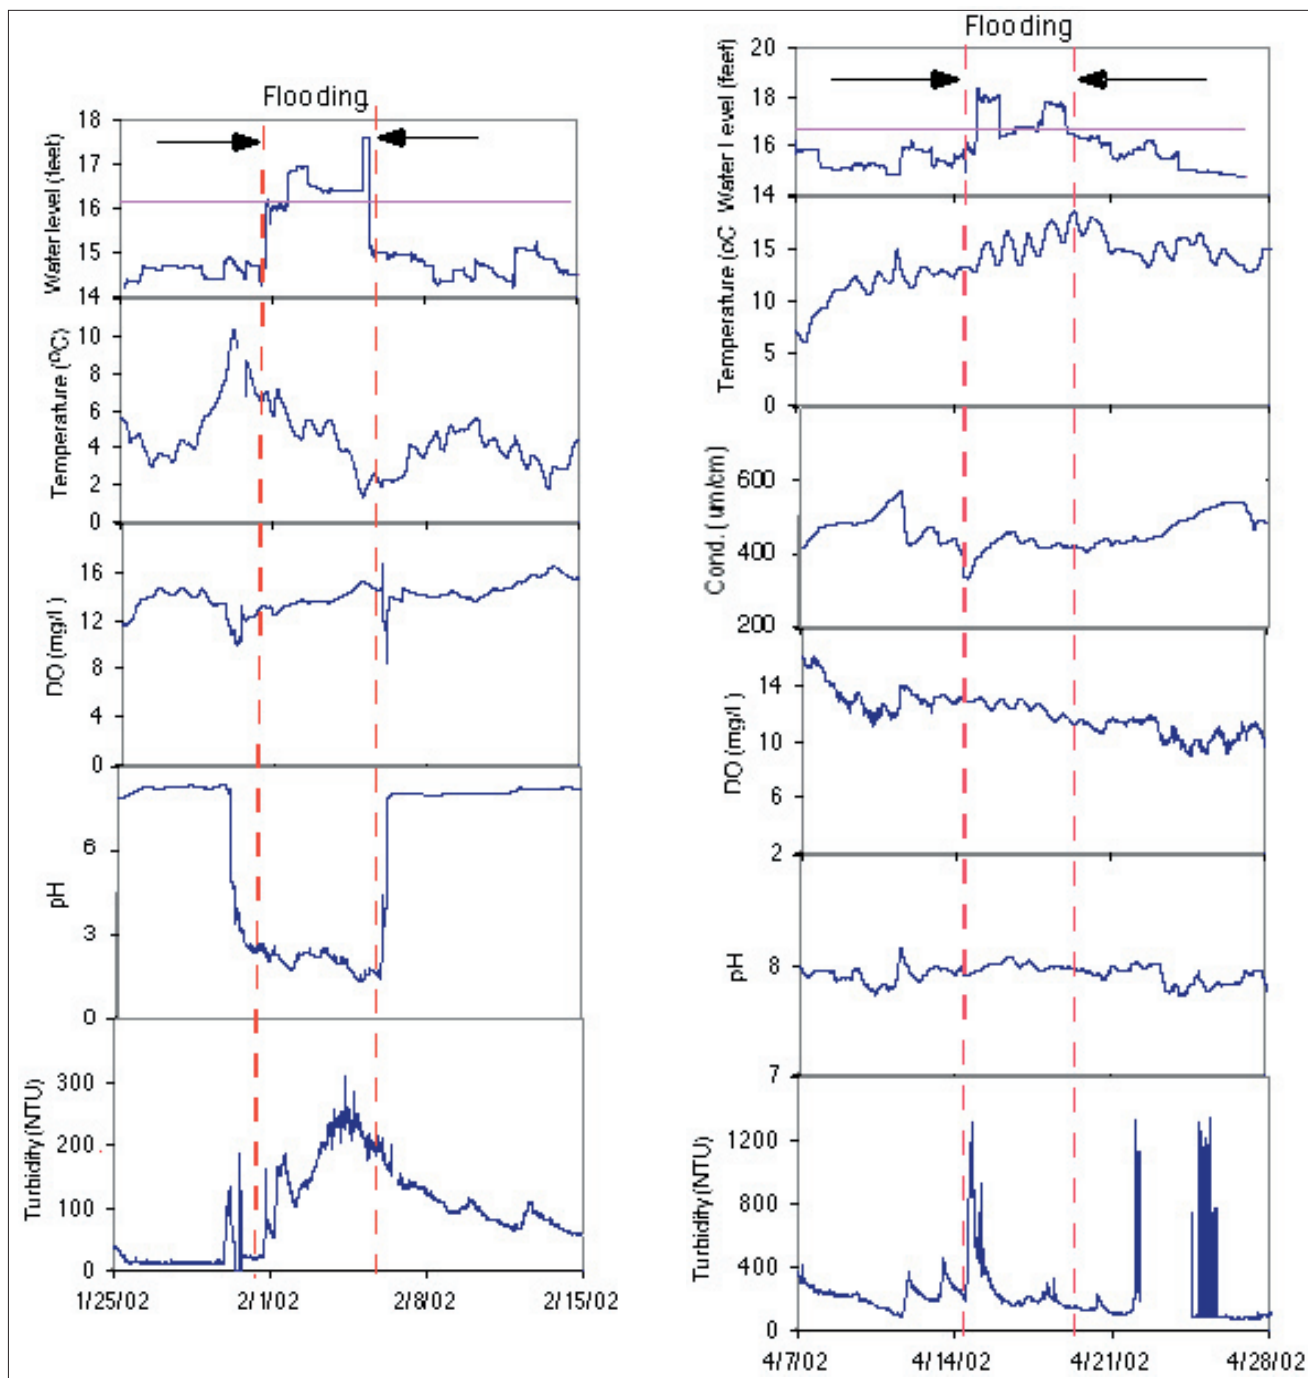 Flooding
18
17
16
15
14
Water level (feet)
10
8
6
4
2
0
Temperature (ºC)
16
12
8
4
0
DO (mg/l)
6
3
0
pH
300
200
100
0
Turbidity (NTU)
1/25/02 2/1/02 2/8/02 2/15/02
Flooding
20
18
16
14
Water Level (feet)
15
10
5
0
Temperature (oC
600
400
200
Cond. ( um/cm)
14
10
6
2
DO (mg/l )
8
7
pH
1200
800
400
0
Turbidity (NTU)
4/7/02 4/14/02 4/21/02 4/28/02